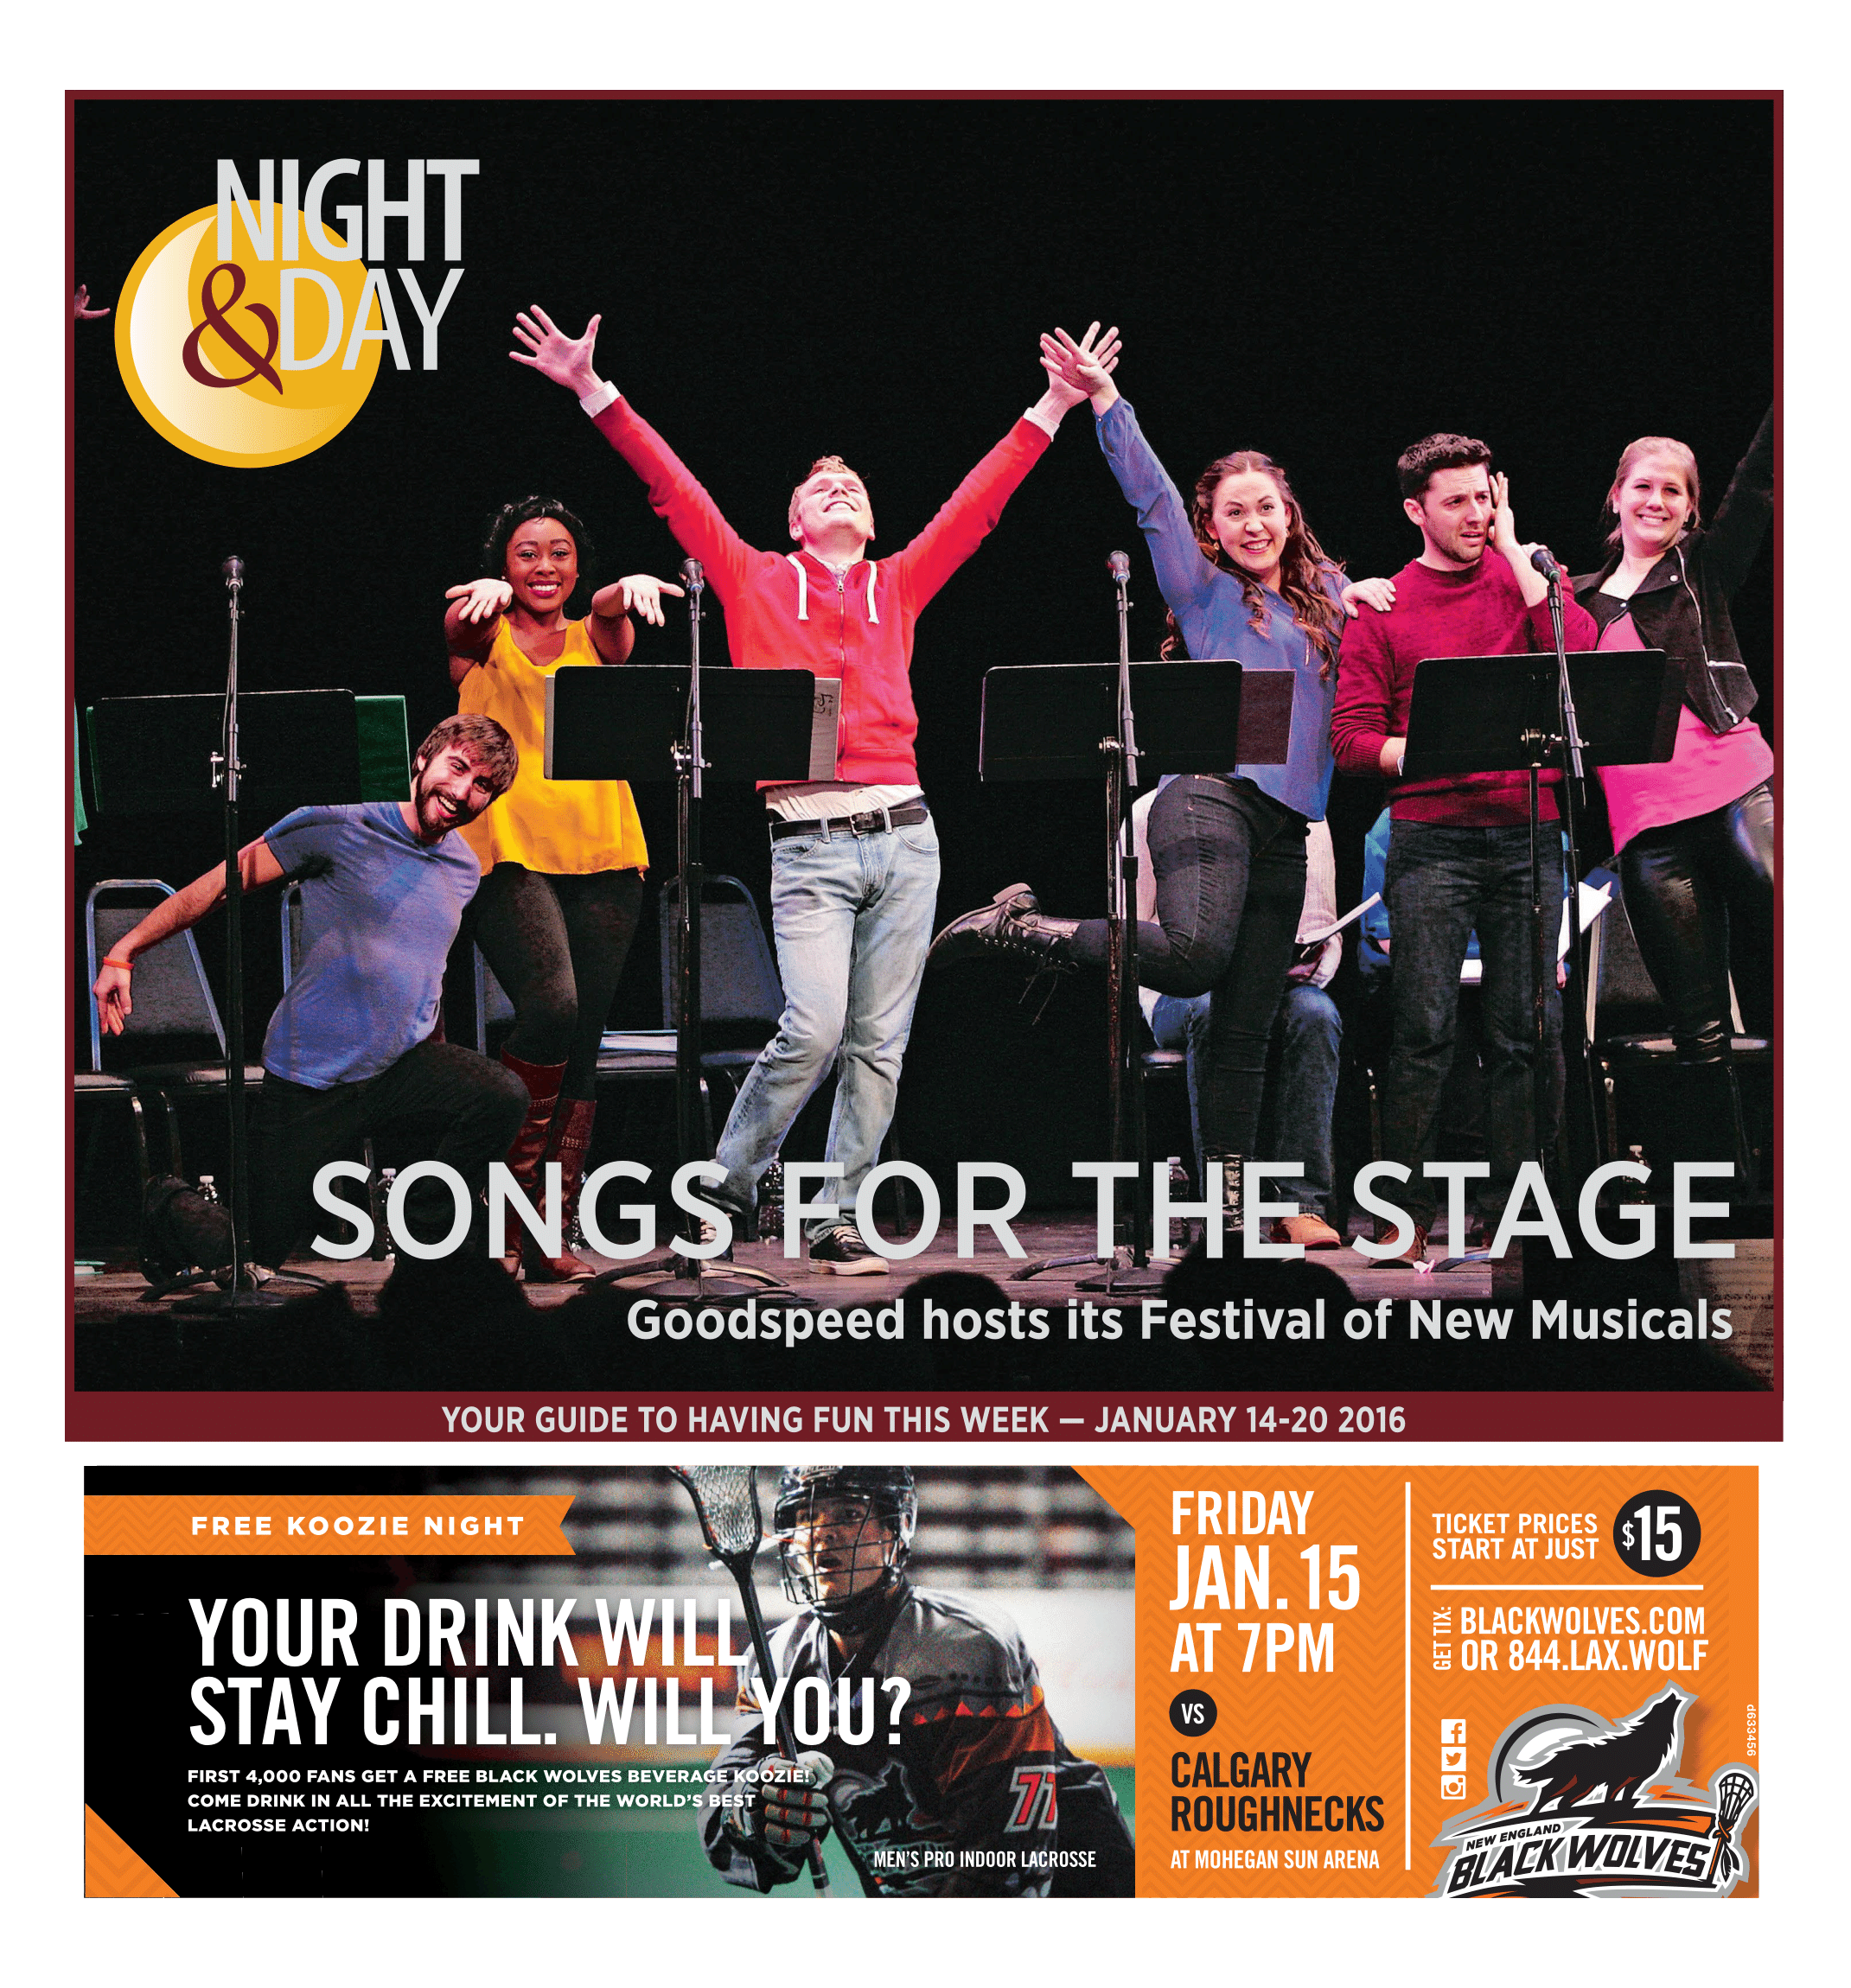 NIGHT
& DAY
SONGS FOR THE STAGE
Goodspeed hosts its Festival of New Musicals
YOUR GUIDE TO HAVING FUN THIS WEEK — JANUARY 14-20 2016
FREE KOOZIE NIGHT
YOUR DRINK WILL
STAY CHILL. WILL YOU?
FIRST 4,000 FANS GET A FREE BLACK WOLVES BEVERAGE KOOZIE!
COME DRINK IN ALL THE EXCITEMENT OF THE WORLD'S BEST
LACROSSE ACTION!
77
MEN'S PRO INDOOR LACROSSE
FRIDAY
JAN. 15
AT 7PM
VS
CALGARY
ROUGHNECKS
AT MOHEGAN SUN ARENA
TICKET PRICES
START AT JUST
$15
GET TIX:
BLACKWOLVES.COM
OR 844.LAX.WOLF
NEW ENGLAND
BLACK WOLVES
d633456